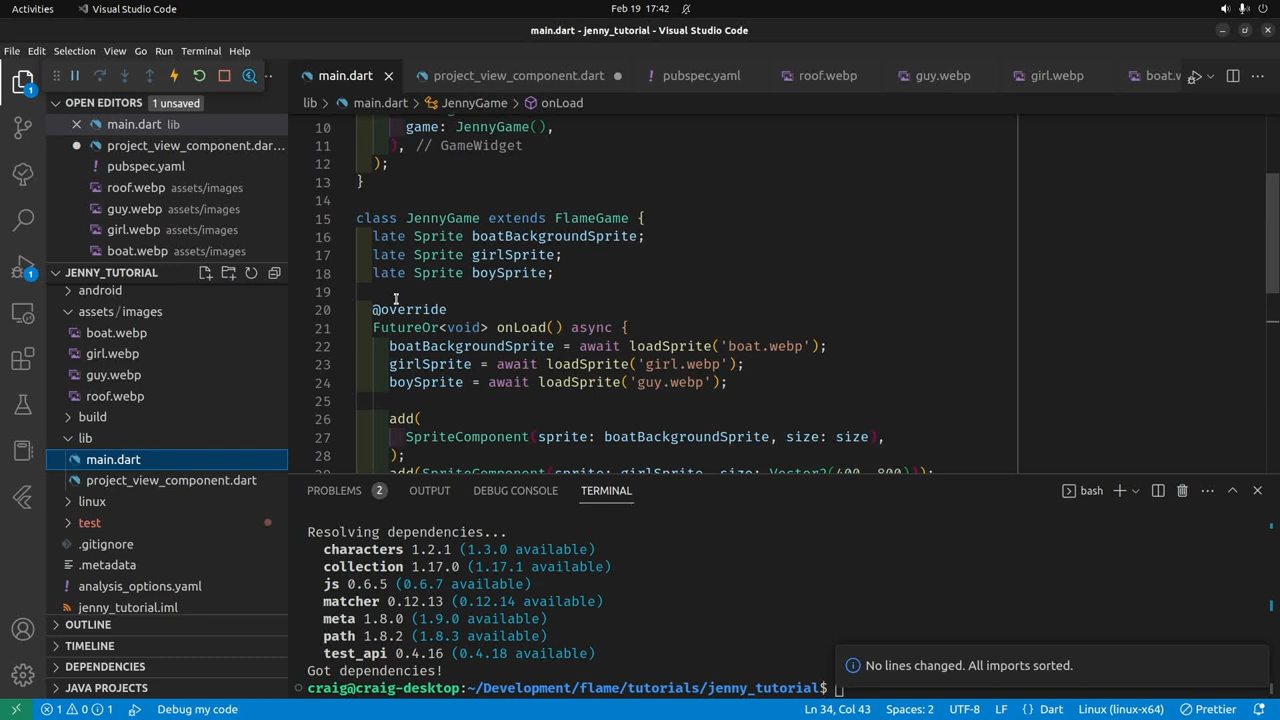 Activities Visual Studio Code Feb 19 17:42
main.dart - jenny_tutorial - Visual Studio Code
File Edit Selection View Go Run Terminal Help
main.dart project_view_component.dart pubspec.yaml roof.webp guy.webp girl.webp boat.w
OPEN EDITORS 1 unsaved
main.dart lib
project_view_component.dar...
pubspec.yaml
roof.webp assets/images
guy.webp assets/images
girl.webp assets/images
boat.webp assets/images
JENNY_TUTORIAL
android
assets/images
boat.webp
girl.webp
guy.webp
roof.webp
build
lib
main.dart
project_view_component.dart
linux
test
.gitignore
.metadata
analysis_options.yaml
jenny_tutorial.iml
OUTLINE
TIMELINE
DEPENDENCIES
JAVA PROJECTS
lib > main.dart > JennyGame > onLoad
10 game: JennyGame(),
11 ), // GameWidget
12 );
13 }
14
15 class JennyGame extends FlameGame {
16 late Sprite boatBackgroundSprite;
17 late Sprite girlSprite;
18 late Sprite boySprite;
19
20 @override
21 FutureOr<void> onLoad() async {
22 boatBackgroundSprite = await loadSprite('boat.webp');
23 girlSprite = await loadSprite('girl.webp');
24 boySprite = await loadSprite('guy.webp');
25
26 add(
27 SpriteComponent(sprite: boatBackgroundSprite, size: size),
28 );
29 add(SpriteComponent(sprite: girlSprite, size: Vector2(400, 800)));
PROBLEMS 2 OUTPUT DEBUG CONSOLE TERMINAL bash
Resolving dependencies...
characters 1.2.1 (1.3.0 available)
collection 1.17.0 (1.17.1 available)
js 0.6.5 (0.6.7 available)
matcher 0.12.13 (0.12.14 available)
meta 1.8.0 (1.9.0 available)
path 1.8.2 (1.8.3 available)
test_api 0.4.16 (0.4.18 available)
Got dependencies!
craig@craig-desktop:~/Development/flame/tutorials/jenny_tutorial$
No lines changed. All imports sorted.
1 0 1 Debug my code Ln 34, Col 43 Spaces: 2 UTF-8 LF Dart Linux (linux-x64) Prettier